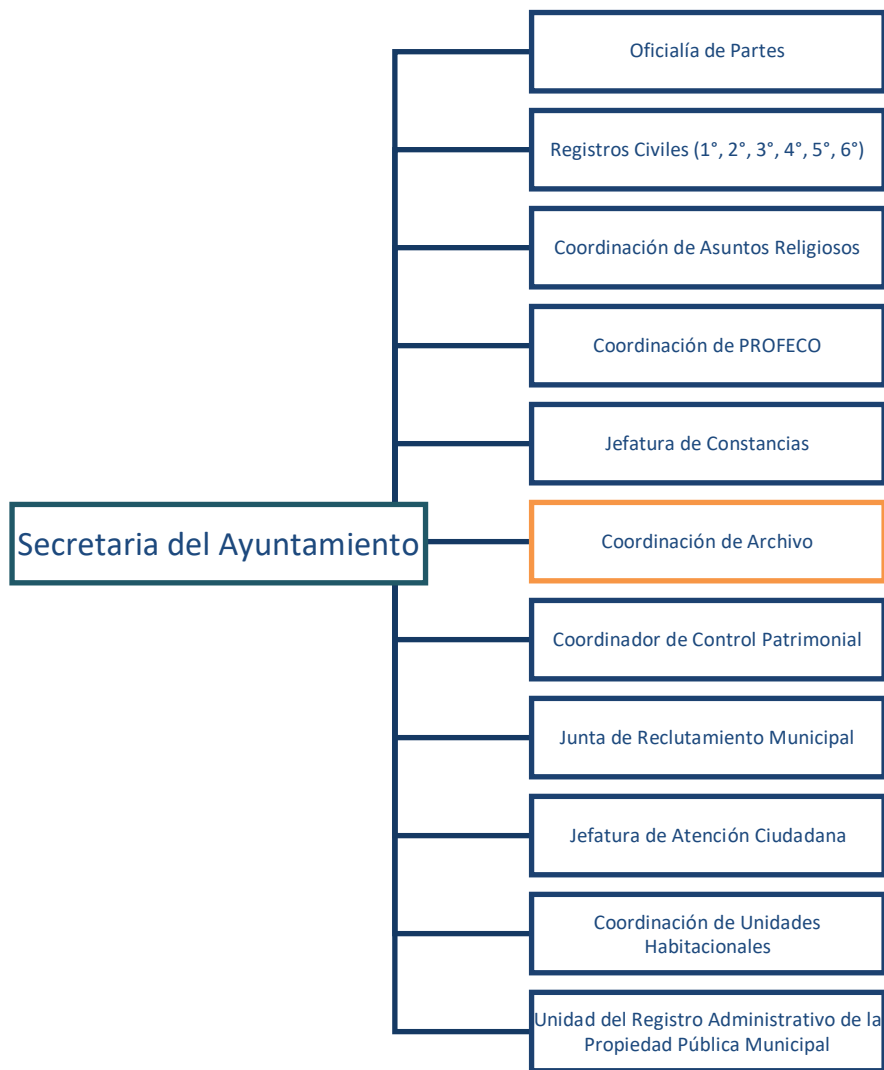 Oficialía de Partes
Registros Civiles (1°, 2°, 3°, 4°, 5°, 6°)
Coordinación de Asuntos Religiosos
Coordinación de PROFECO
Jefatura de Constancias
Secretaria del Ayuntamiento
Coordinación de Archivo
Coordinador de Control Patrimonial
Junta de Reclutamiento Municipal
Jefatura de Atención Ciudadana
Coordinación de Unidades
Habitacionales
Unidad del Registro Administrativo de la
Propiedad Pública Municipal